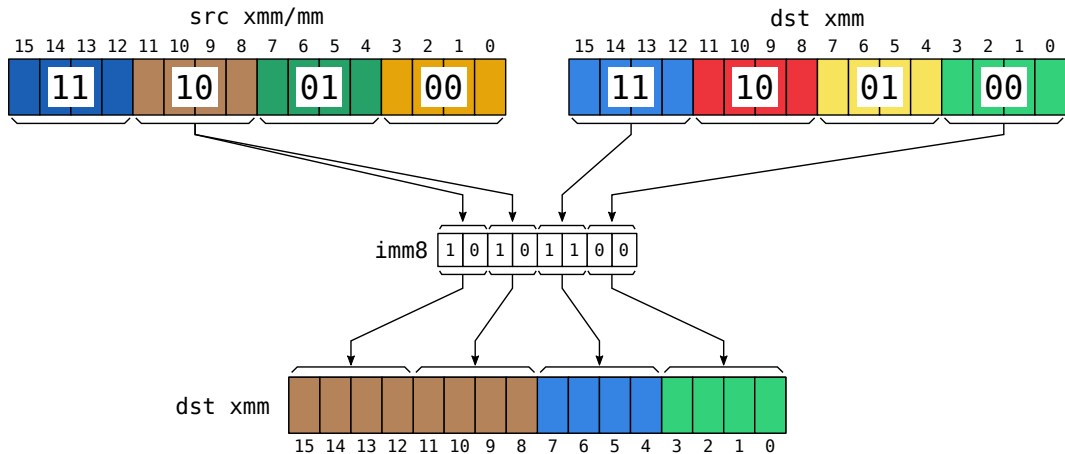 src xmm/mm dst xmm
15 14 13 12 11 10 9 8 7 6 5 4 3 2 1 0 15 14 13 12 11 10 9 8 7 6 5 4 3 2 1 0
11 10 01 00 11 10 01 00
imm8 1 0 1 0 1 1 0 0
dst xmm
15 14 13 12 11 10 9 8 7 6 5 4 3 2 1 0